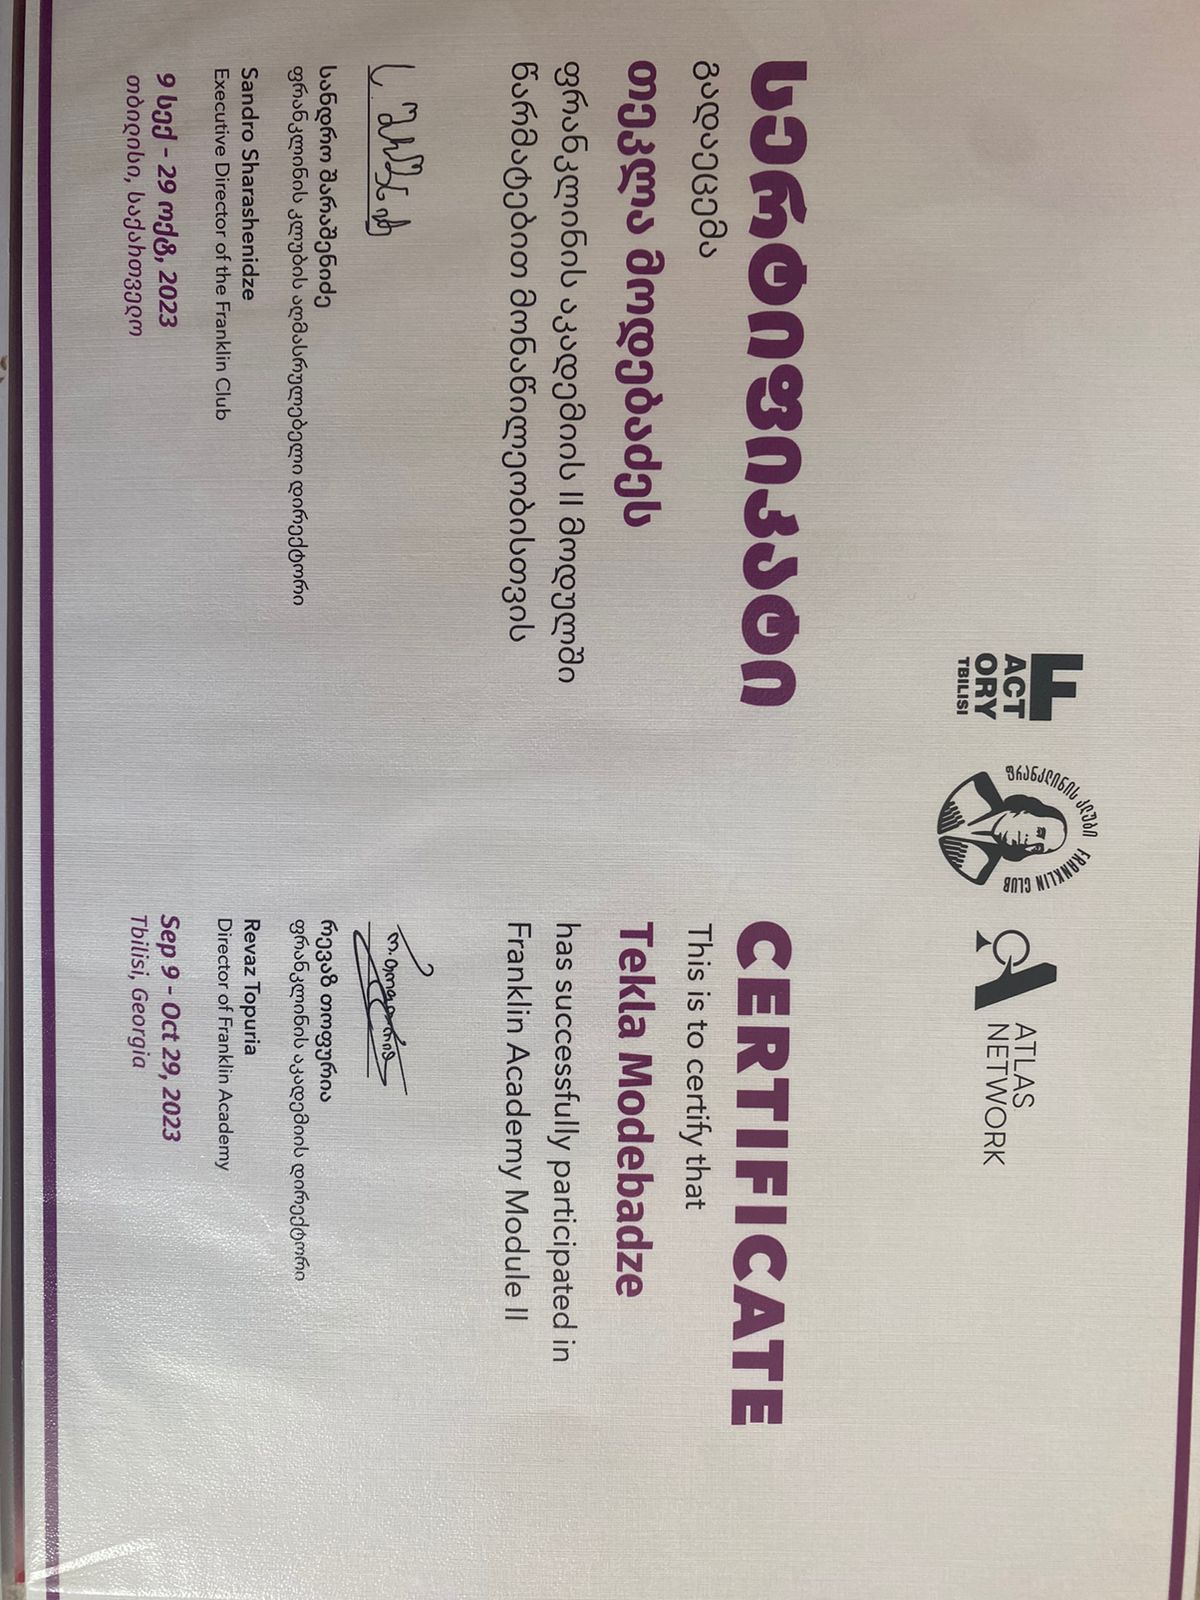 F
ACT
ORY
TBILISI
ფრანკლინის კლუბი FRANKLIN CLUB
ATLAS
NETWORK
სერტიფიკატი
გადაეცემა
თეკლა მოდებაძეს
ფრანკლინის აკადემიის II მოდულში
წარმატებით მონაწილეობისთვის
სანდრო შარაშენიძე
ფრანკლინის კლუბის აღმასრულებელი დირექტორი
Sandro Sharashenidze
Executive Director of the Franklin Club
9 სექ - 29 ოქტ, 2023
თბილისი, საქართველო
CERTIFICATE
This is to certify that
Tekla Modebadze
has successfully participated in
Franklin Academy Module II
რევაზ თოფურია
ფრანკლინის აკადემიის დირექტორი
Revaz Topuria
Director of Franklin Academy
Sep 9 - Oct 29, 2023
Tbilisi, Georgia